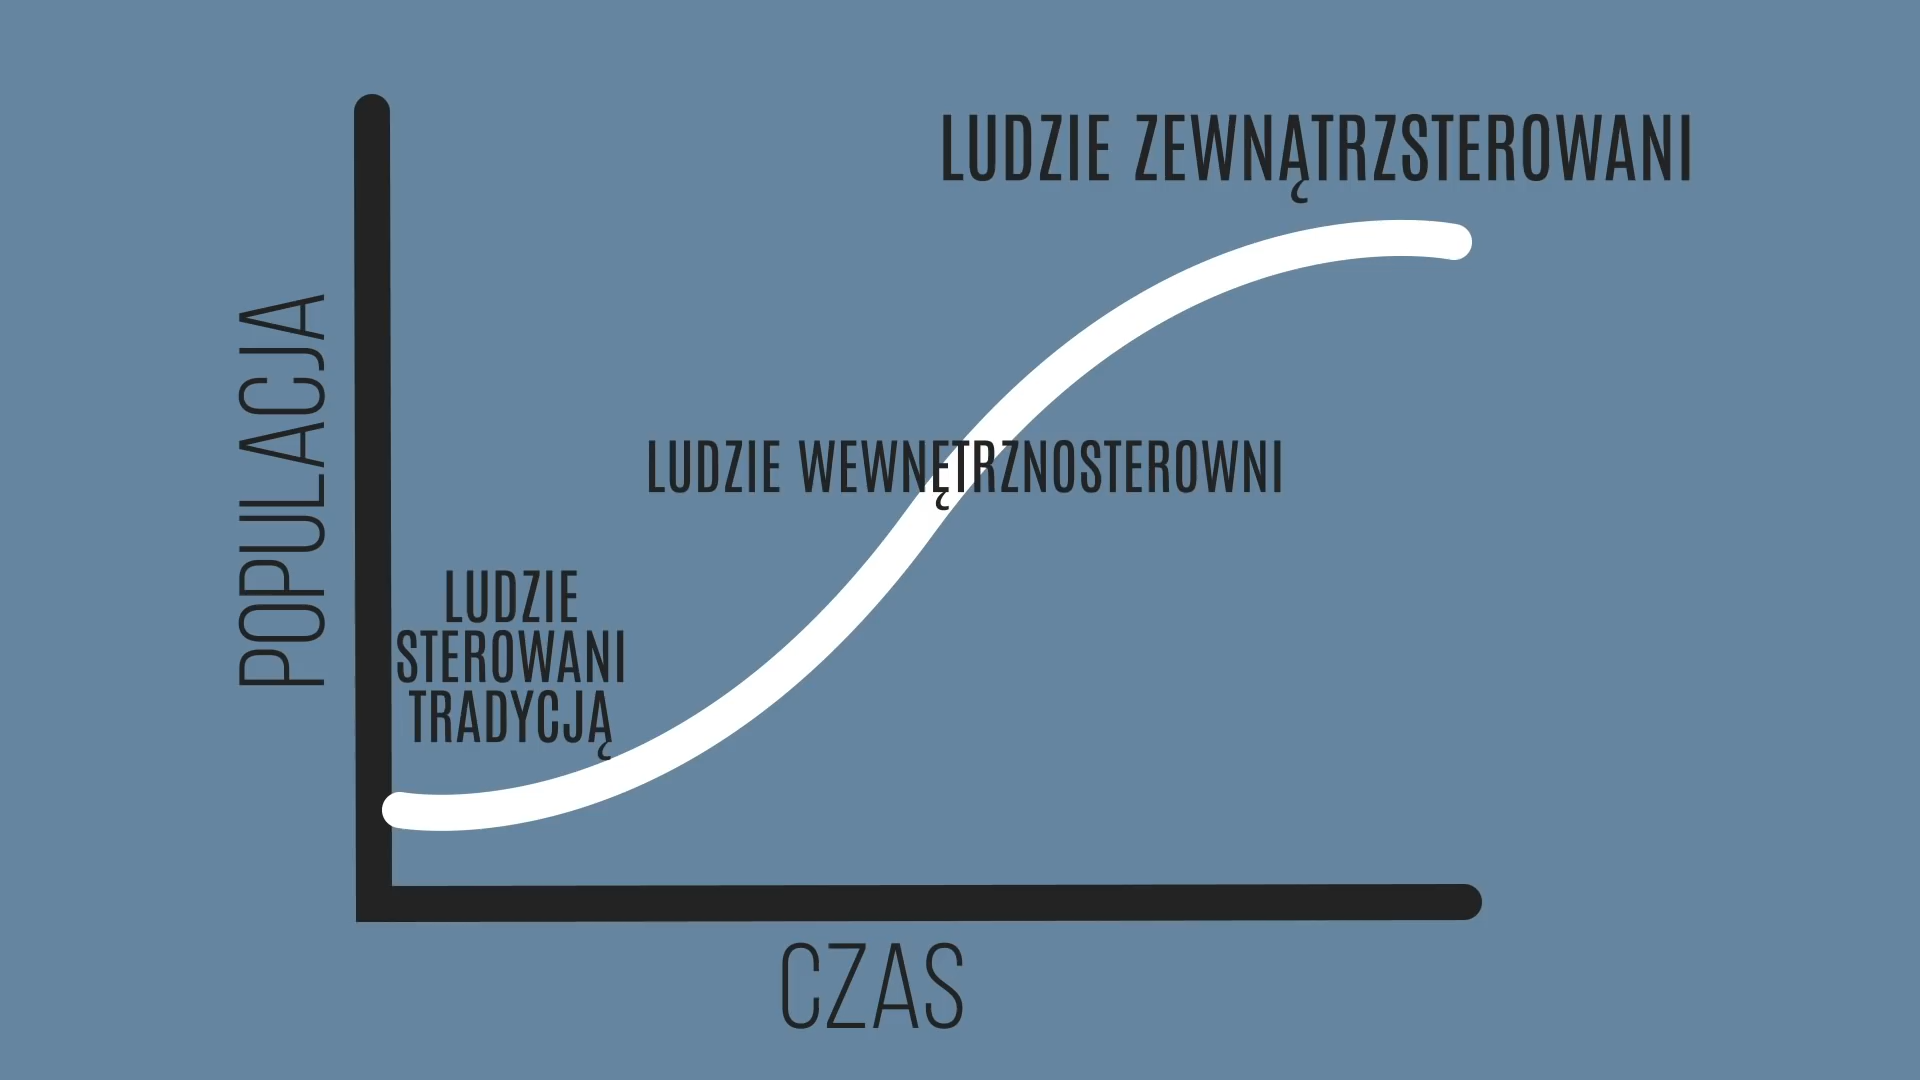 LUDZIE ZEWNĄTRZSTEROWANI
POPULACJA
LUDZIE WEWNĘTRZNOSTEROWNI
LUDZIE
STEROWANI
TRADYCJĄ
CZAS